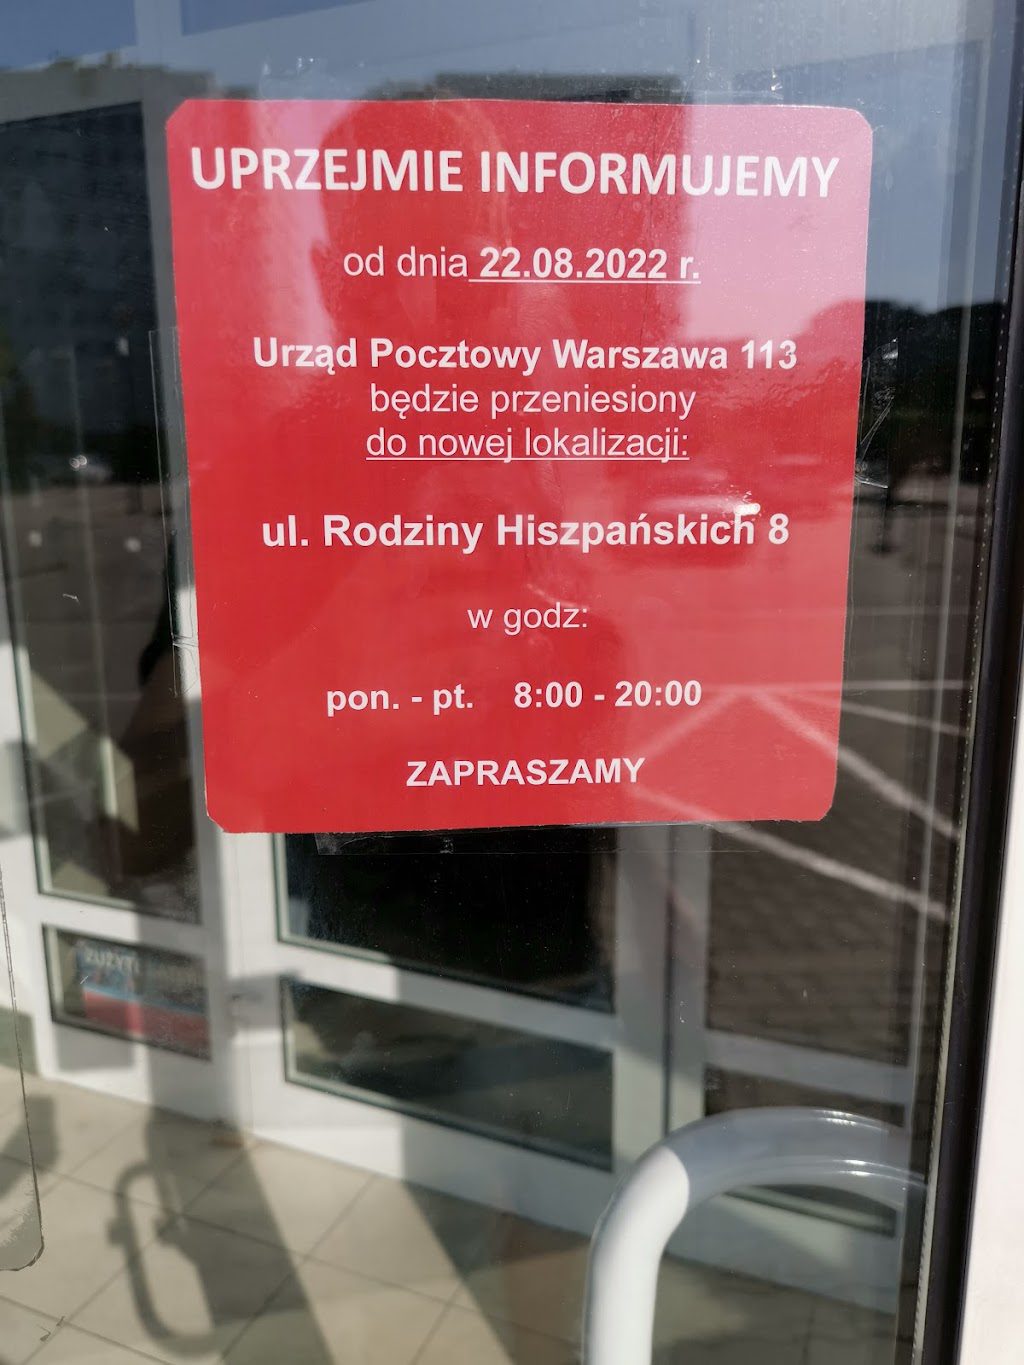 UPRZEJMIE INFORMUJEMY
od dnia 22.08.2022 r.
Urząd Pocztowy Warszawa 113
będzie przeniesiony
do nowej lokalizacji:
ul. Rodziny Hiszpańskich 8
w godz:
pon. - pt. 8:00 - 20:00
ZAPRASZAMY